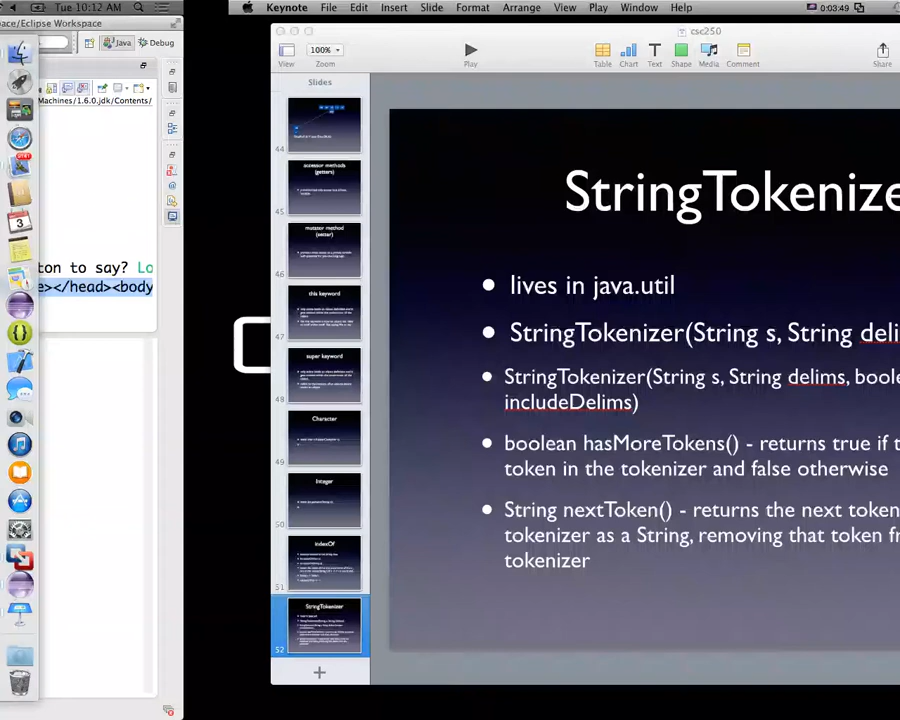 Tue 10:12 AM
Keynote File Edit Insert Slide Format Arrange View Play Window Help 0:03:49
ce/Eclipse Workspace
Java Debug
Machines/1.6.0.jdk/Contents/
ton to say? Lo
e></head><body
csc250
100%
View Zoom Play Table Chart Text Shape Media Comment Share
Slides
44
accessor methods
(getters)
45
mutator method
(setter)
46
this keyword
47
super keyword
48
Character
49
Integer
50
indexOf
51
StringTokenizer
52
StringTokenize
lives in java.util
StringTokenizer(String s, String deli
StringTokenizer(String s, String delims, boole
includeDelims)
boolean hasMoreTokens() - returns true if t
token in the tokenizer and false otherwise
String nextToken() - returns the next token
tokenizer as a String, removing that token fr
tokenizer